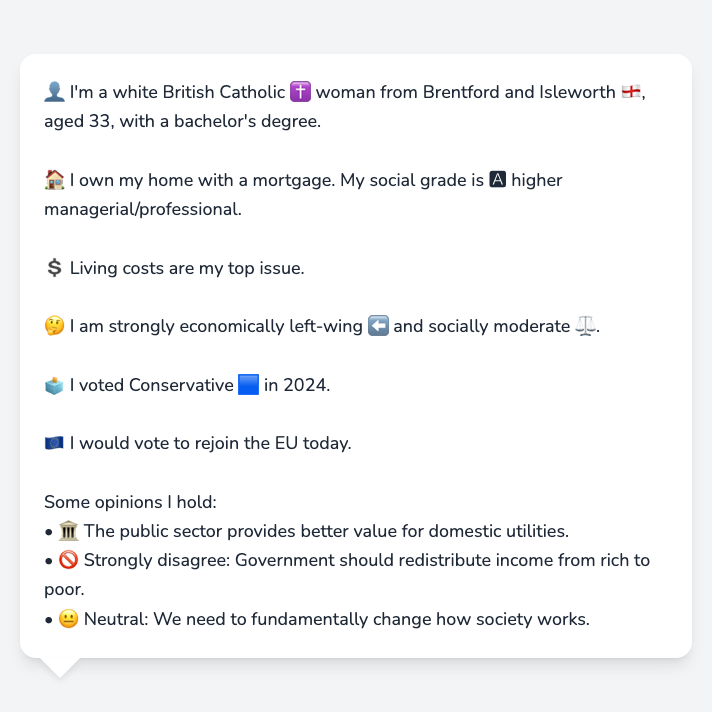 👤 I'm a white British Catholic ✝️ woman from Brentford and Isleworth 🏴󠁧󠁢󠁥󠁮󠁧󠁿,
aged 33, with a bachelor's degree.
🏠 I own my home with a mortgage. My social grade is 🅰 higher
managerial/professional.
💲 Living costs are my top issue.
🤔 I am strongly economically left-wing ⬅️ and socially moderate ⚖️.
🗳️ I voted Conservative 🟦 in 2024.
🇪🇺 I would vote to rejoin the EU today.
Some opinions I hold:
• 🏛️ The public sector provides better value for domestic utilities.
• 🚫 Strongly disagree: Government should redistribute income from rich to
poor.
• 😐 Neutral: We need to fundamentally change how society works.